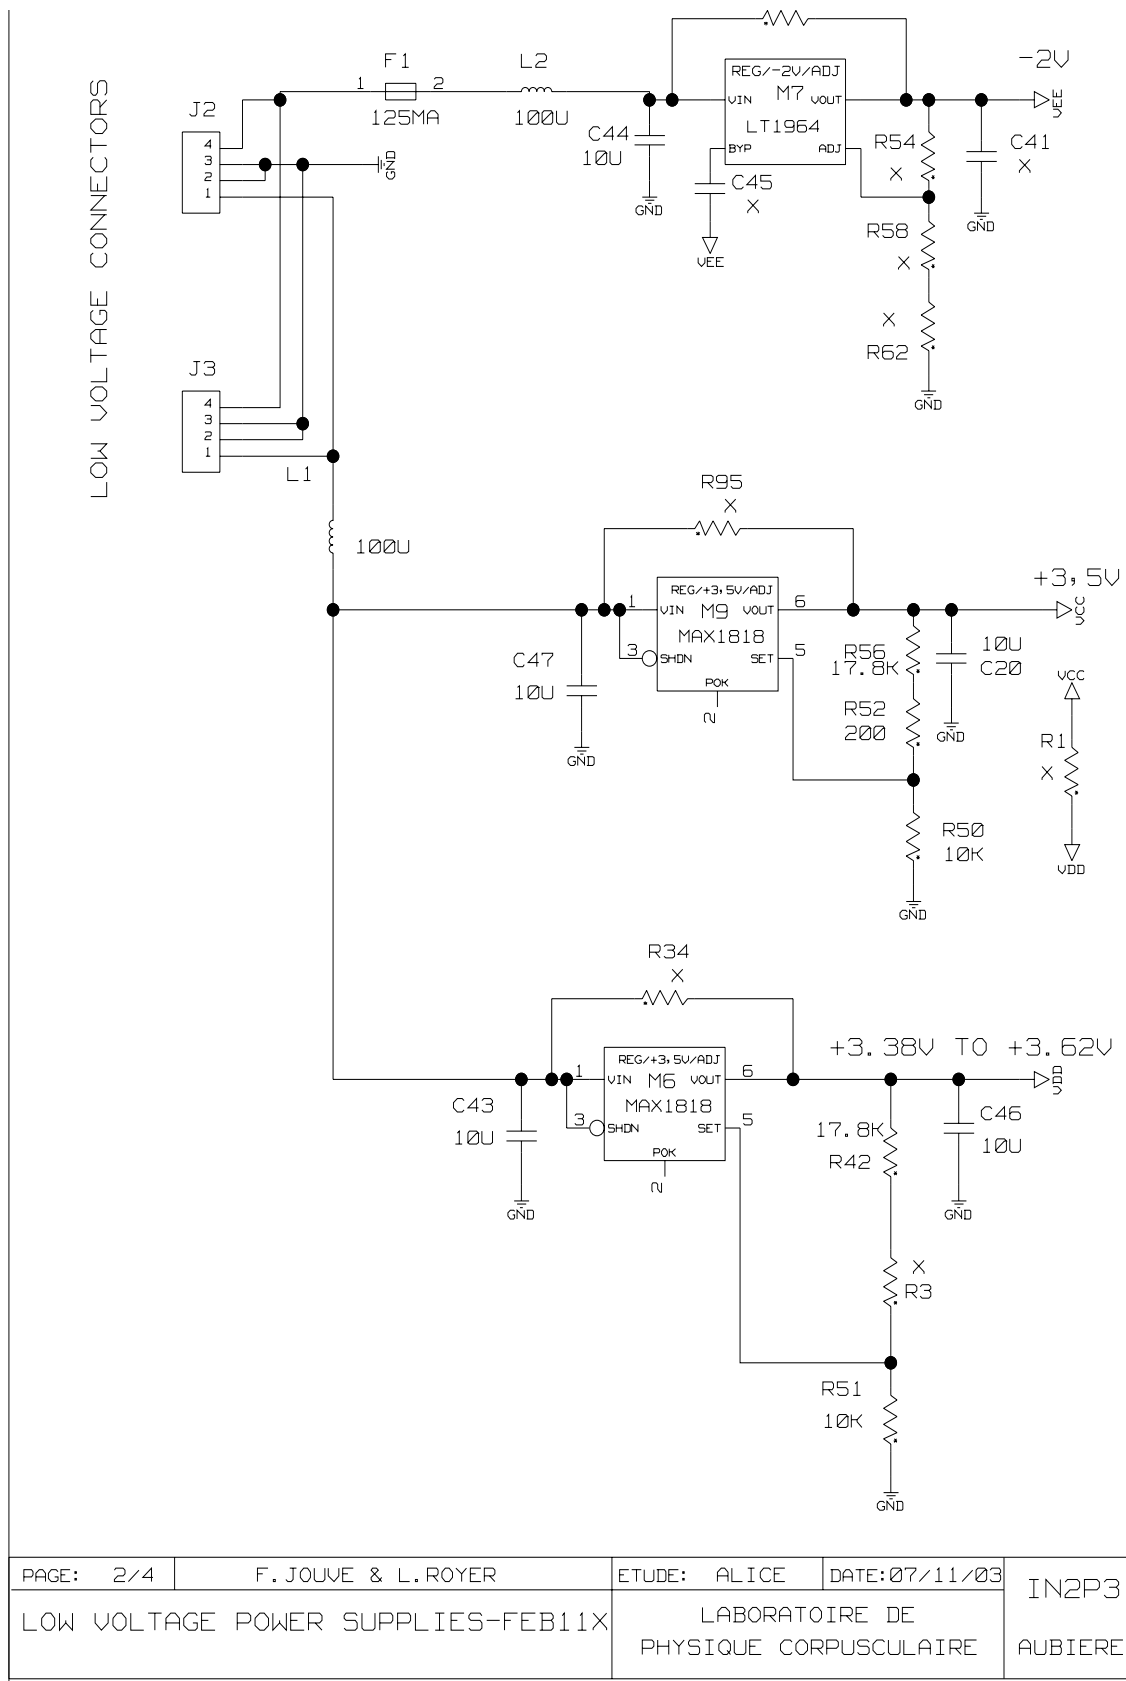 LOW VOLTAGE CONNECTORS
J2
4
3
2
1
GND
F1
1
2
125MA
L2
100U
C44
10U
GND
REG/-2V/ADJ
VIN
M7
VOUT
LT1964
BYP
ADJ
C45
X
VEE
-2V
VEE
R54
X
C41
X
GND
R58
X
X
R62
GND
J3
4
3
2
1
L1
100U
R95
X
REG/+3,5V/ADJ
1
VIN
M9
VOUT
6
MAX1818
3
SHDN
SET
5
POK
2
C47
10U
GND
+3,5V
VCC
R56
17.8K
10U
C20
GND
R52
200
R50
10K
GND
VCC
R1
X
VDD
R34
X
REG/+3,5V/ADJ
1
VIN
M6
VOUT
6
MAX1818
3
SHDN
SET
5
POK
2
C43
10U
GND
+3.38V TO +3.62V
VDD
17.8K
R42
C46
10U
GND
X
R3
R51
10K
GND
PAGE: 2/4
F.JOUVE & L.ROYER
ETUDE: ALICE
DATE:07/11/03
IN2P3
LOW VOLTAGE POWER SUPPLIES-FEB11X
LABORATOIRE DE
PHYSIQUE CORPUSCULAIRE
AUBIERE